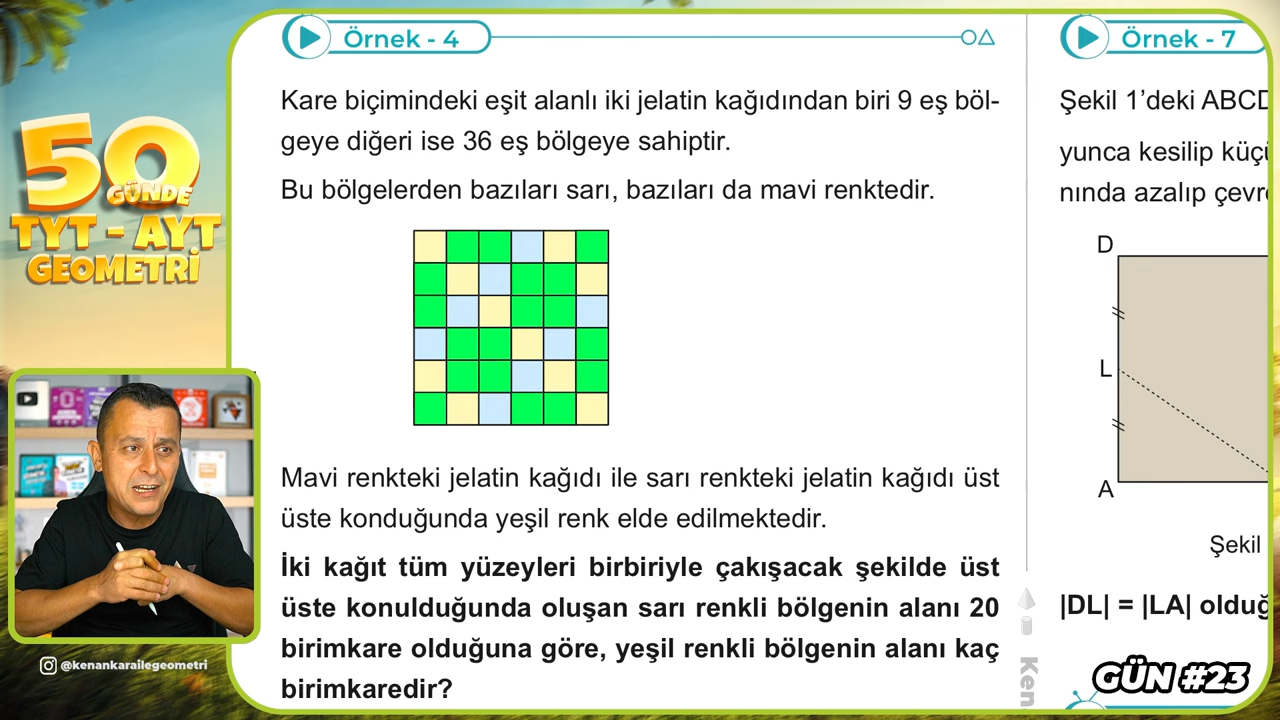 50
GÜNDE
TYT - AYT
GEOMETRİ
@kenankarailegeometri
Örnek - 4
Kare biçimindeki eşit alanlı iki jelatin kağıdından biri 9 eş böl-
geye diğeri ise 36 eş bölgeye sahiptir.
Bu bölgelerden bazıları sarı, bazıları da mavi renktedir.
Mavi renkteki jelatin kağıdı ile sarı renkteki jelatin kağıdı üst
üste konduğunda yeşil renk elde edilmektedir.
İki kağıt tüm yüzeyleri birbiriyle çakışacak şekilde üst
üste konulduğunda oluşan sarı renkli bölgenin alanı 20
birimkare olduğuna göre, yeşil renkli bölgenin alanı kaç
birimkaredir?
Ken
Örnek - 7
Şekil 1'deki ABCD
yunca kesilip küçü
nında azalıp çevre
D
L
A
Şekil
|DL| = |LA| olduğ
GÜN #23